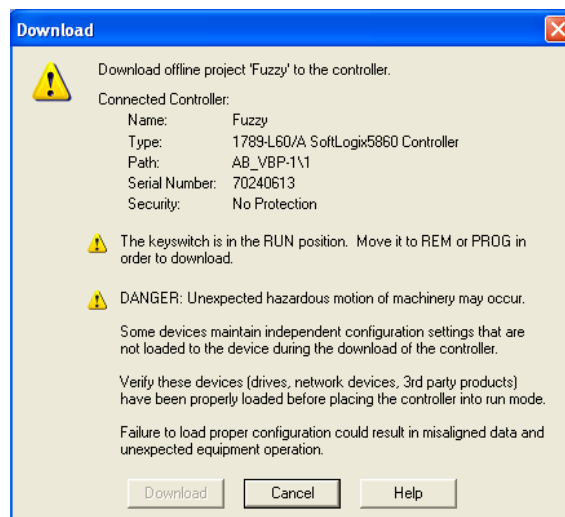 Download
Download offline project 'Fuzzy' to the controller.
Connected Controller:
Name: Fuzzy
Type: 1789-L60/A SoftLogix5860 Controller
Path: AB_VBP-1\1
Serial Number: 70240613
Security: No Protection
The keyswitch is in the RUN position. Move it to REM or PROG in
order to download.
DANGER: Unexpected hazardous motion of machinery may occur.
Some devices maintain independent configuration settings that are
not loaded to the device during the download of the controller.
Verify these devices (drives, network devices, 3rd party products)
have been properly loaded before placing the controller into run mode.
Failure to load proper configuration could result in misaligned data and
unexpected equipment operation.
Download Cancel Help